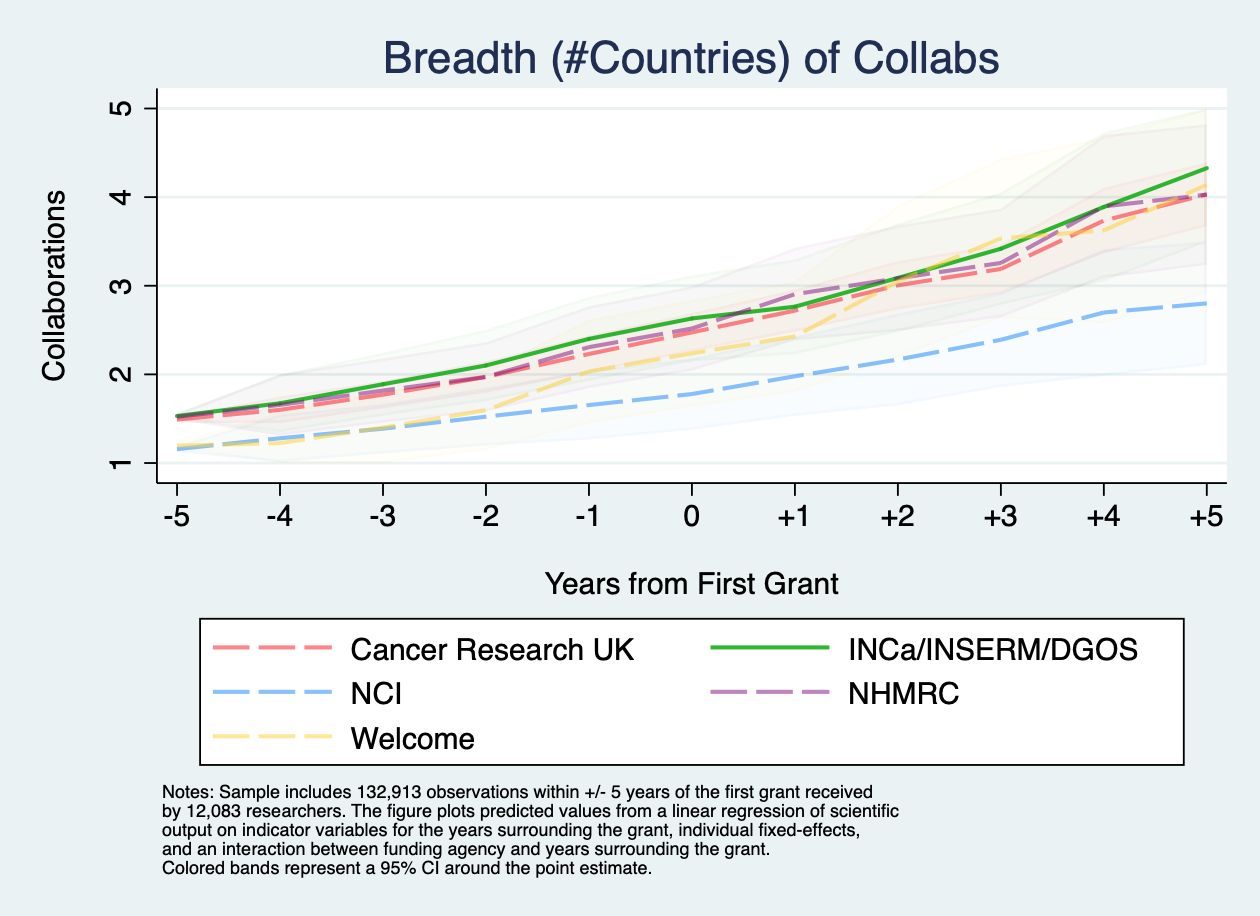 Breadth (#Countries) of Collabs
Collaborations
5
4
3
2
1
-5 -4 -3 -2 -1 0 +1 +2 +3 +4 +5
Years from First Grant
Cancer Research UK INCa/INSERM/DGOS
NCI NHMRC
Welcome
Notes: Sample includes 132,913 observations within +/- 5 years of the first grant received
by 12,083 researchers. The figure plots predicted values from a linear regression of scientific
output on indicator variables for the years surrounding the grant, individual fixed-effects,
and an interaction between funding agency and years surrounding the grant.
Colored bands represent a 95% CI around the point estimate.